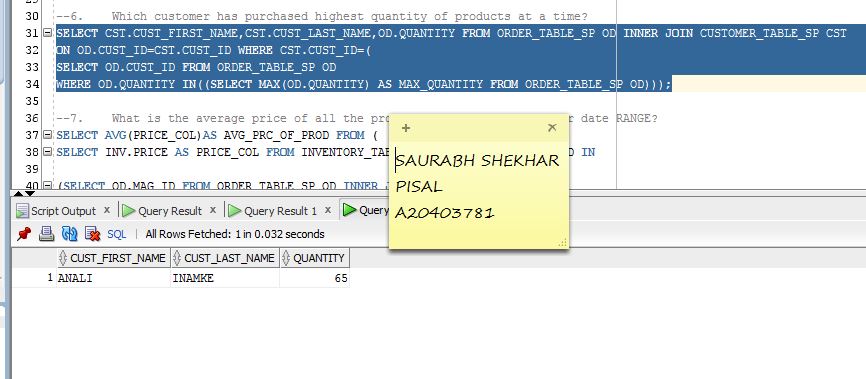 --6. Which customer has purchased highest quantity of products at a time?
31 SELECT CST.CUST_FIRST_NAME,CST.CUST_LAST_NAME,OD.QUANTITY FROM ORDER_TABLE_SP OD INNER JOIN CUSTOMER_TABLE_SP CST
32 ON OD.CUST_ID=CST.CUST_ID WHERE CST.CUST_ID=(
33 SELECT OD.CUST_ID FROM ORDER_TABLE_SP OD
34 WHERE OD.QUANTITY IN((SELECT MAX(OD.QUANTITY) AS MAX_QUANTITY FROM ORDER_TABLE_SP OD)));
35
36 --7. What is the average price of all the pro date RANGE?
37 SELECT AVG(PRICE_COL)AS AVG_PRC_OF_PROD FROM (
38 SELECT INV.PRICE AS PRICE_COL FROM INVENTORY_TAB D IN
39
40 (SELECT OD.MAG_ID FROM ORDER_TABLE_SP OD INNER J
SAURABH SHEKHAR
PISAL
A20403781
Script Output x Query Result x Query Result 1 x Query
SQL | All Rows Fetched: 1 in 0.032 seconds
CUST_FIRST_NAME CUST_LAST_NAME QUANTITY
1 ANALI INAMKE 65